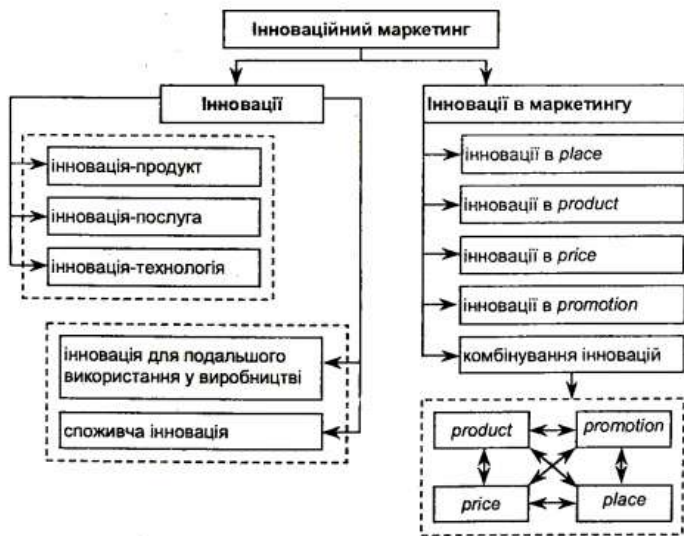 Інноваційний маркетинг
Інновації
інновація-продукт
інновація-послуга
інновація-технологія
інновація для подальшого
використання у виробництві
споживча інновація
Інновації в маркетингу
інновації в place
інновації в product
інновації в price
інновації в promotion
комбінування інновацій
product
promotion
price
place